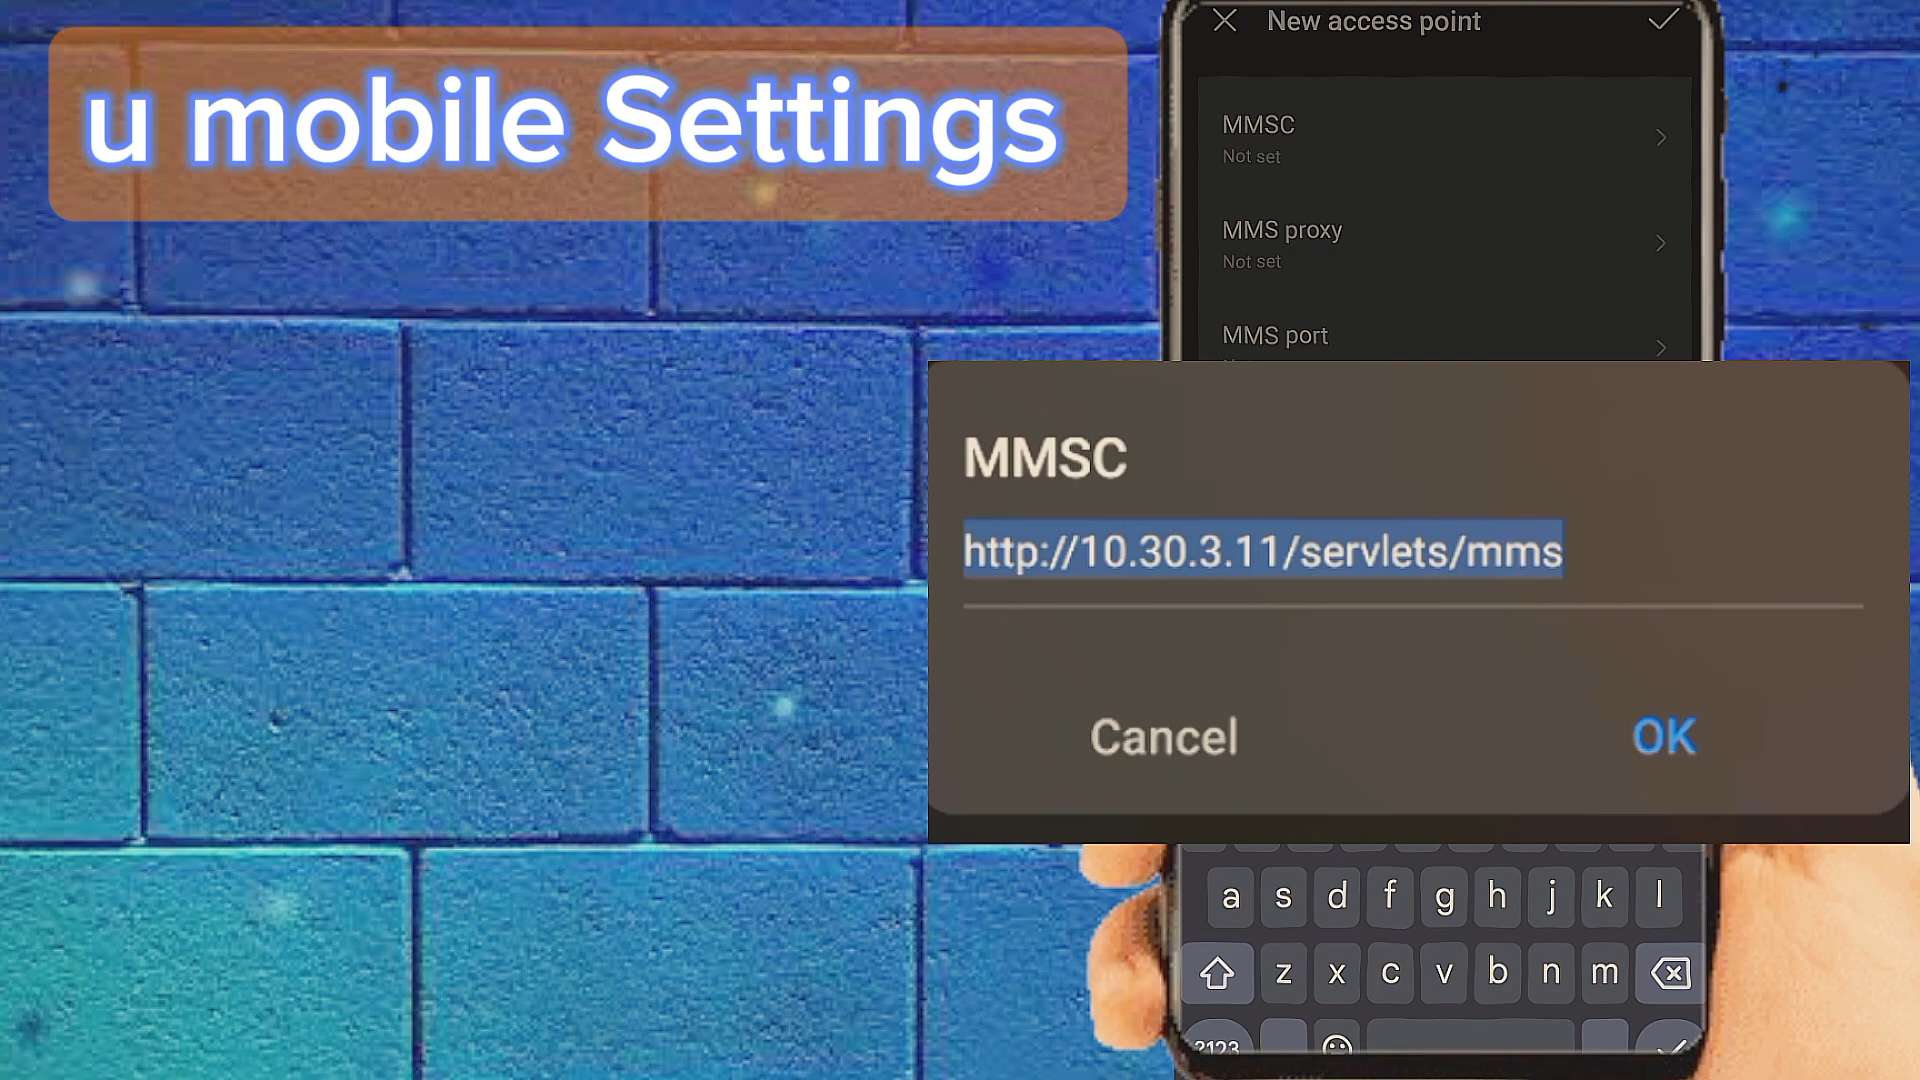 u mobile Settings
New access point
MMSC
Not set
MMS proxy
Not set
MMS port
MMSC
http://10.30.3.11/servlets/mms
Cancel
OK
a s d f g h j k l
z x c v b n m
?123